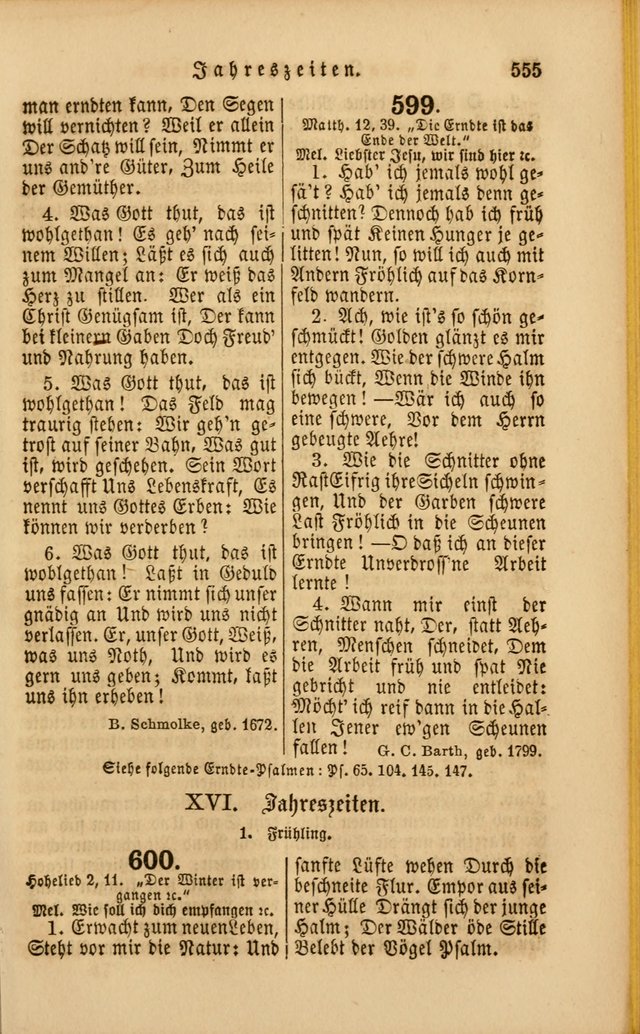 Jahreszeiten. 555
man erndten kann, Den Segen
will vernichten? Weil er allein
Der Schatz will sein, Nimmt er
uns and're Güter, Zum Heile
der Gemüther.
4. Was Gott thut, das ist
wohlgethan! Es geh' nach sei-
nem Willen; Läßt es sich auch
zum Mangel an: Er weiß das
Herz zu stillen. Wer als ein
Christ Genügsam ist, Der kann
bei kleinem Gaben Doch Freud'
und Nahrung haben.
5. Was Gott thut, das ist
wohlgethan! Das Feld mag
traurig stehen: Wir geh'n ge-
trost auf seiner Bahn, Was gut
ist, wird geschehen. Sein Wort
verschafft Uns Lebenskraft, Es
nennt uns Gottes Erben: Wie
können wir verderben?
6. Was Gott thut, das ist
wohlgethan! Laßt in Geduld
uns fassen: Er nimmt sich unser
gnädig an Und wird uns nicht
verlassen. Er, unser Gott, Weiß,
was uns Noth, Und wird es
gern uns geben; Kommt, laßt
uns ihn erheben!
B. Schmolke, geb. 1672.
599.
Matth. 12, 39. „Die Erndte ist das
Ende der Welt.“
Mel. Liebster Jesu, wir sind hier ꝛc.
1. Hab' ich jemals wohl ge-
sä't? Hab' ich jemals denn ge-
schnitten? Dennoch hab ich früh
und spät Keinen Hunger je ge-
litten! Nun, so will ich auch mit
Andern Fröhlich auf das Korn-
feld wandern.
2. Ach, wie ist's so schön ge-
schmückt! Golden glänzt es mir
entgegen. Wie der schwere Halm
sich bückt, Wenn die Winde ihn
bewegen! —Wär ich auch so
eine schwere, Vor dem Herrn
gebeugte Aehre!
3. Wie die Schnitter ohne
Rast Eifrig ihre Sicheln schwin-
gen, Und der Garben schwere
Last Fröhlich in die Scheunen
bringen! —O daß ich an dieser
Erndte Unverdross'ne Arbeit
lernte!
4. Wann mir einst der
Schnitter naht, Der, statt Aeh-
ren, Menschen schneidet, Dem
die Arbeit früh und spat Nie
gebricht und nie entleidet:
Möcht' ich reif dann in die Hal-
len Jener ew'gen Scheunen
fallen! G. C. Barth, geb. 1799.
Siehe folgende Erndte-Psalmen: Ps. 65. 104. 145. 147.
XVI. Jahreszeiten.
1. Frühling.
600.
Hohelied 2, 11. „Der Winter ist ver-
gangen ꝛc.“
Mel. Wie soll ich dich empfangen ꝛc.
1. Erwacht zum neuen Leben,
Steht vor mir die Natur: Und
sanfte Lüfte wehen Durch die
beschneite Flur. Empor aus sei-
ner Hülle Drängt sich der junge
Halm; Der Wälder öde Stille
Belebt der Vögel Psalm.